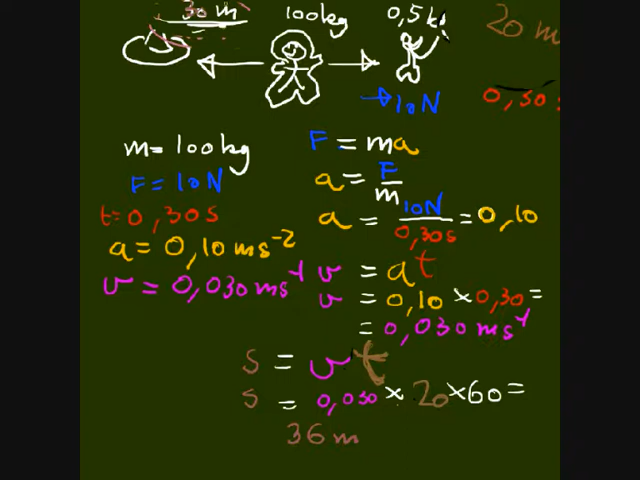 30 m 100kg 0,5 kg 20 m
→ 10N 0,30 s
m = 100kg F = ma
F = 10N a = F/m
t = 0,30s a = 10N/0,30s = 0,10
a = 0,10 ms⁻² v = at
v = 0,030 ms⁻¹ v = 0,10 × 0,30 =
= 0,030 ms⁻¹
S = vt
S = 0,030 × 20 × 60 =
36 m